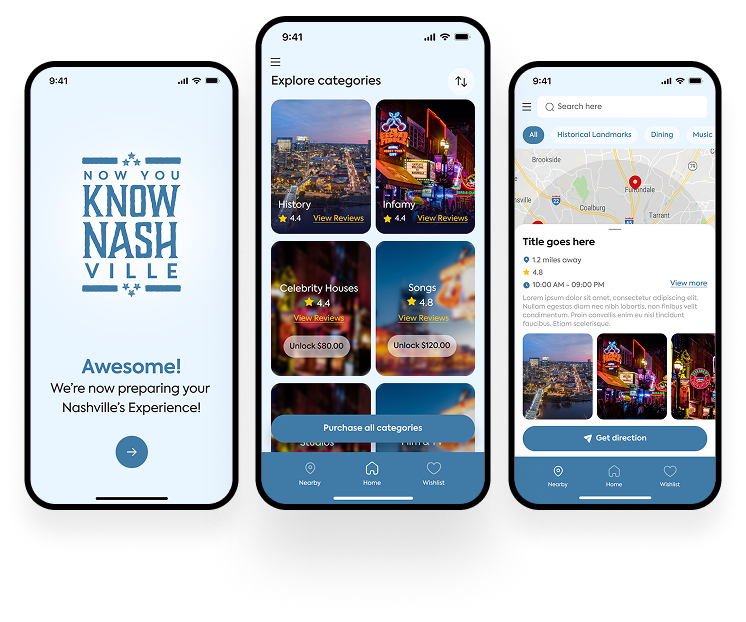 9:41
NOW YOU
KNOW
NASH
VILLE
Awesome!
We're now preparing your
Nashville's Experience!
9:41
Explore categories
History
4.4 View Reviews
Infamy
4.4 View Reviews
Celebrity Houses
4.4
View Reviews
Unlock $80.00
Songs
4.8
View Reviews
Unlock $120.00
Studios
Purchase all categories
Nearby Home Wishlist
9:41
Search here
All Historical Landmarks Dining Music
Brookside
Fultondale
Coalburg
Tarrant
79
22
Title goes here
1.2 miles away
4.8
10:00 AM - 09:00 PM View more
Lorem ipsum dolor sit amet, consectetur adipiscing elit.
Nullam egestas diam nec nibh lobortis, non finibus velit
condimentum. Proin convallis enim eu nisl tincidunt
faucibus. Etiam scelerisque.
Get direction
Nearby Home Wishlist